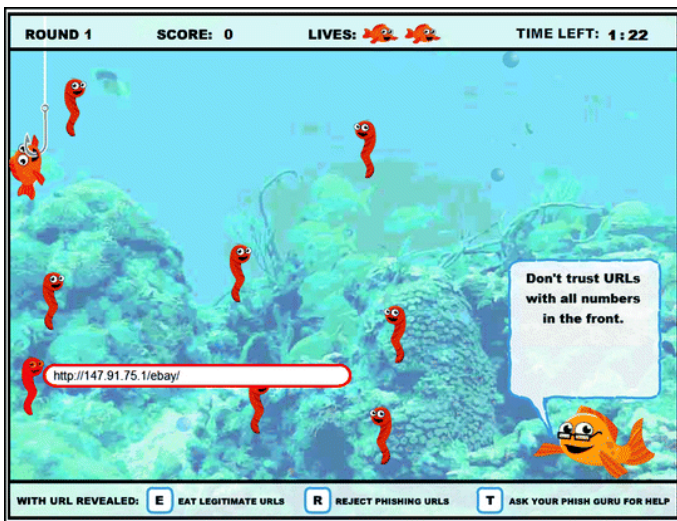 ROUND 1 SCORE: 0 LIVES: TIME LEFT: 1:22
Don't trust URLs
with all numbers
in the front.
http://147.91.75.1/ebay/
WITH URL REVEALED: E EAT LEGITIMATE URLS R REJECT PHISHING URLS T ASK YOUR PHISH GURU FOR HELP